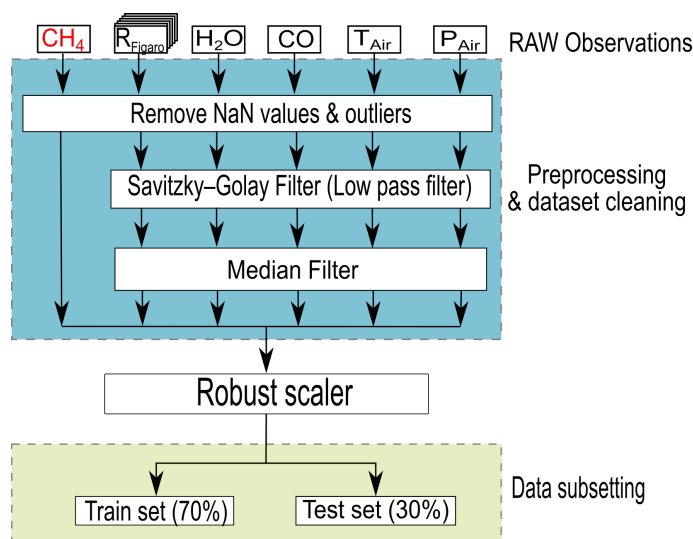 CH4 RFigaro H2O CO TAir PAir RAW Observations
Remove NaN values & outliers
Savitzky–Golay Filter (Low pass filter)
Preprocessing
& dataset cleaning
Median Filter
Robust scaler
Train set (70%) Test set (30%) Data subsetting